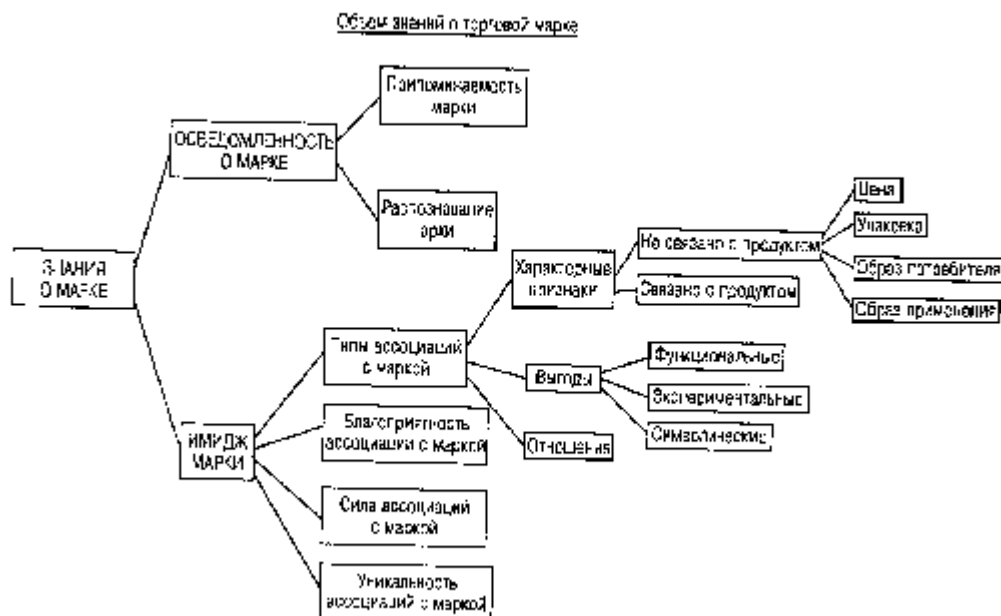 Объем знаний о торговой марке
Припоминаемость
марки
ОСВЕДОМЛЕННОСТЬ
О МАРКЕ
Распознавание
арки
ЗНАНИЯ
О МАРКЕ
Характерные
признаки
Не связано с продуктом
Связано с продуктом
Цена
Упаковка
Образ потребителя
Образ применения
Типы ассоциаций
с маркой
Выгоды
Функциональные
Экспериментальные
Символические
Отношения
ИМИДЖ
МАРКИ
Благоприятность
ассоциации с маркой
Сила ассоциаций
с маркой
Уникальность
ассоциаций с маркой